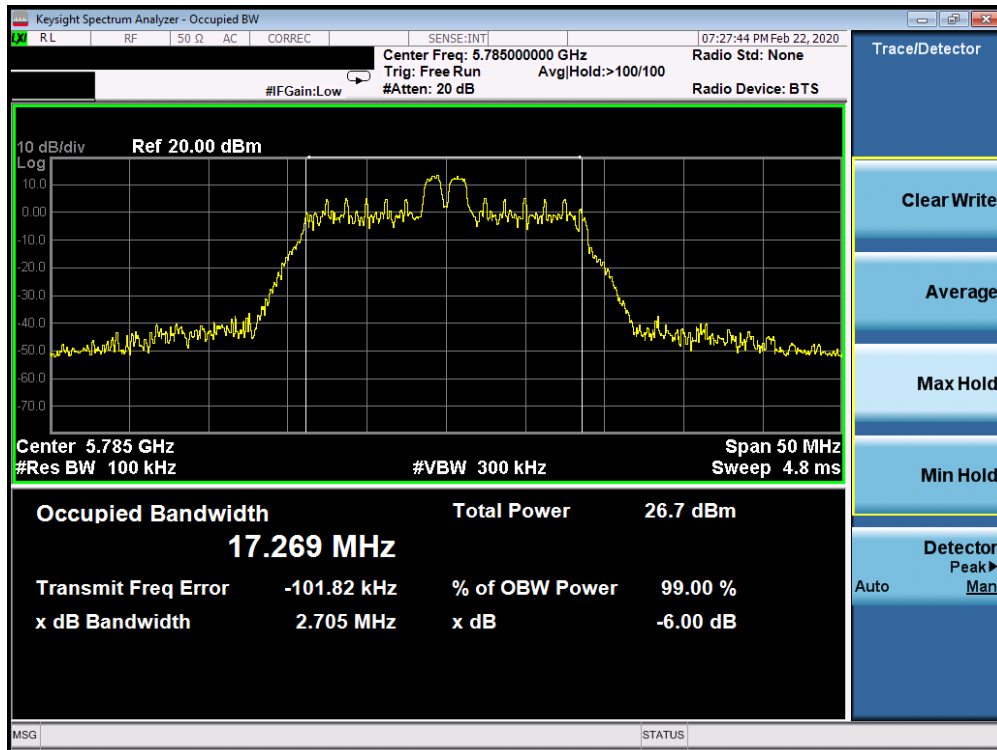 Keysight Spectrum Analyzer - Occupied BW
LXI RL RF 50 Ω AC CORREC SENSE:INT 07:27:44 PM Feb 22, 2020
Center Freq: 5.785000000 GHz Radio Std: None
Trig: Free Run Avg|Hold:>100/100
#IFGain:Low #Atten: 20 dB Radio Device: BTS
Trace/Detector
10 dB/div Ref 20.00 dBm
Log
10.0
0.00
-10.0
-20.0
-30.0
-40.0
-50.0
-60.0
-70.0
Center 5.785 GHz Span 50 MHz
#Res BW 100 kHz #VBW 300 kHz Sweep 4.8 ms
Occupied Bandwidth Total Power 26.7 dBm
17.269 MHz
Transmit Freq Error -101.82 kHz % of OBW Power 99.00 %
x dB Bandwidth 2.705 MHz x dB -6.00 dB
Clear Write
Average
Max Hold
Min Hold
Detector
Peak▶
Auto Man
MSG STATUS